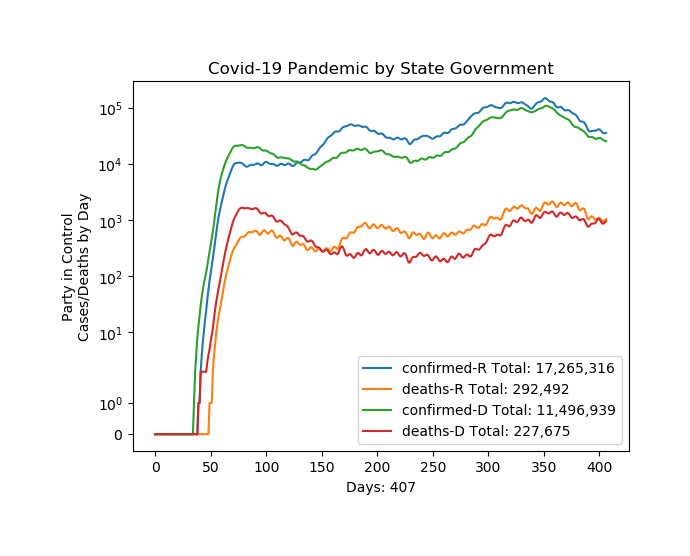 Covid-19 Pandemic by State Government
Party in Control
Cases/Deaths by Day
10^5
10^4
10^3
10^2
10^1
10^0
0
confirmed-R Total: 17,265,316
deaths-R Total: 292,492
confirmed-D Total: 11,496,939
deaths-D Total: 227,675
0 50 100 150 200 250 300 350 400
Days: 407